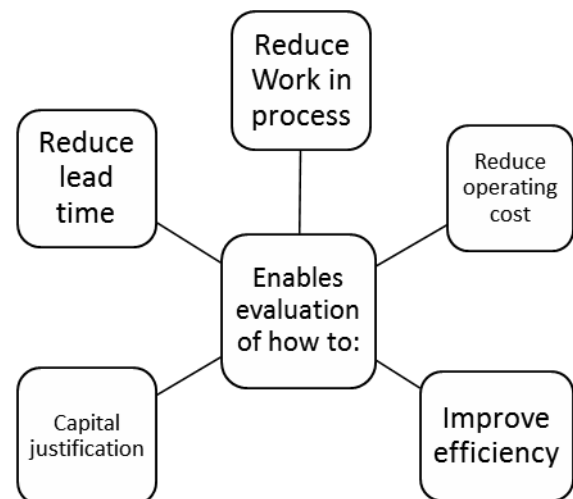 Reduce
Work in
process
Reduce
lead
time
Reduce
operating
cost
Enables
evaluation
of how to:
Capital
justification
Improve
efficiency